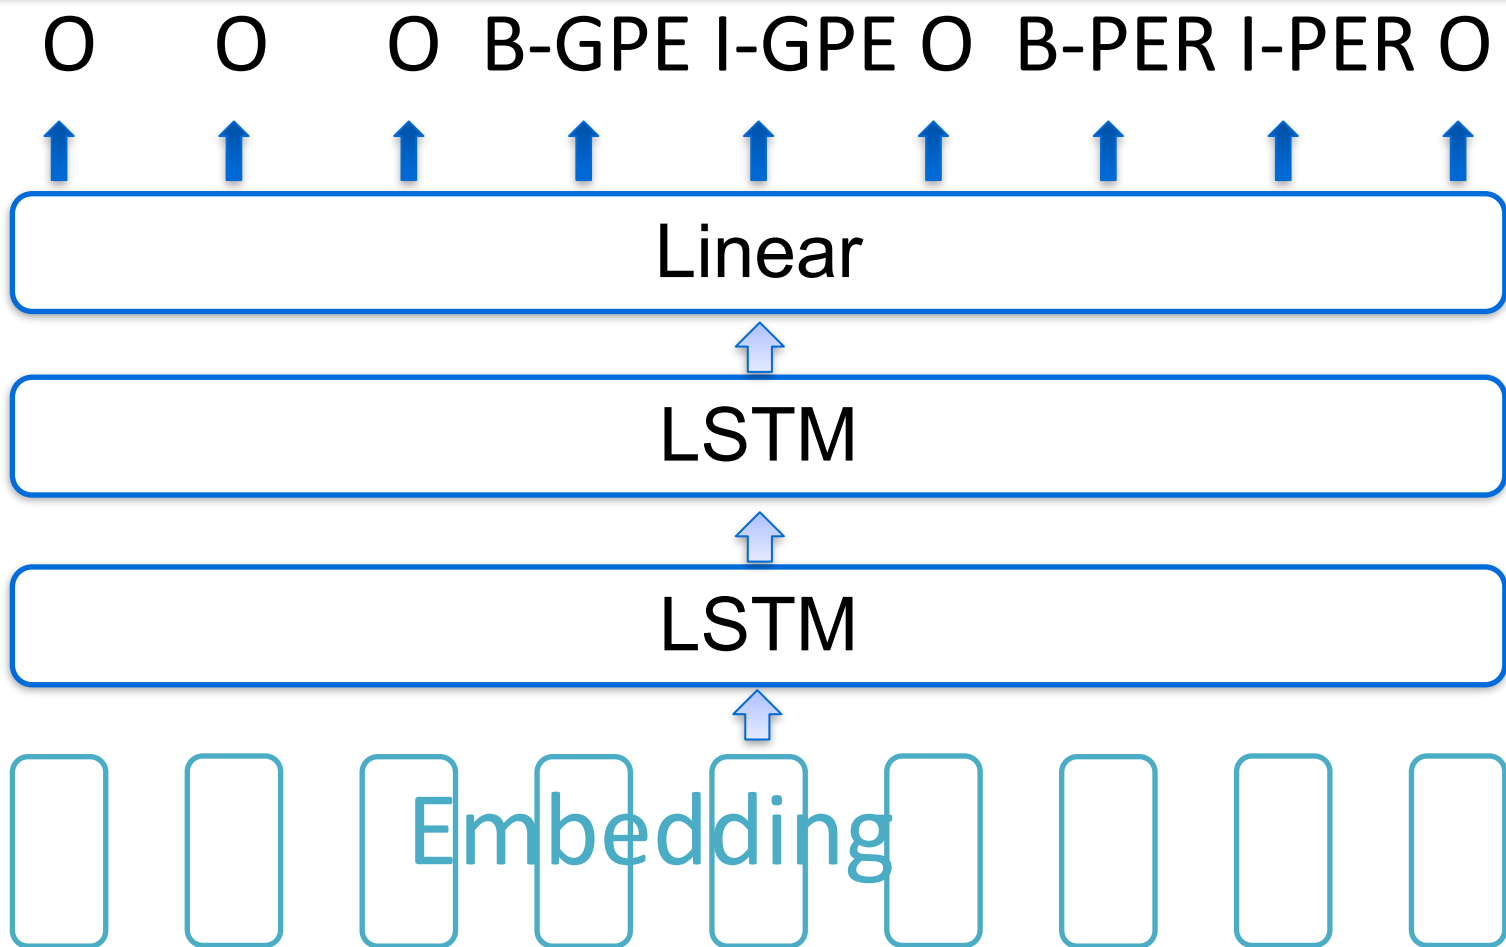 O O O B-GPE I-GPE O B-PER I-PER O
Linear
LSTM
LSTM
Embedding